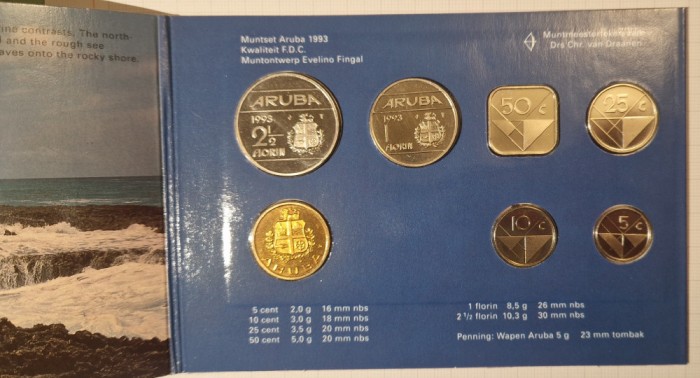 ine contrasts. The north-
l and the rough see
aves onto the rocky shore.
Muntset Aruba 1993
Kwaliteit F.D.C.
Muntontwerp Evelino Fingal
Muntmeesterteken van
Drs Chr. van Draanen
ARUBA
1993
2½
FLORIN
ARUBA
1993
1
FLORIN
50 c
25 c
ARUBA
10 c
5 c
5 cent 2,0 g 16 mm nbs
10 cent 3,0 g 18 mm nbs
25 cent 3,5 g 20 mm nbs
50 cent 5,0 g 20 mm nbs
1 florin 8,5 g 26 mm nbs
2 1/2 florin 10,3 g 30 mm nbs
Penning: Wapen Aruba 5 g 23 mm tombak